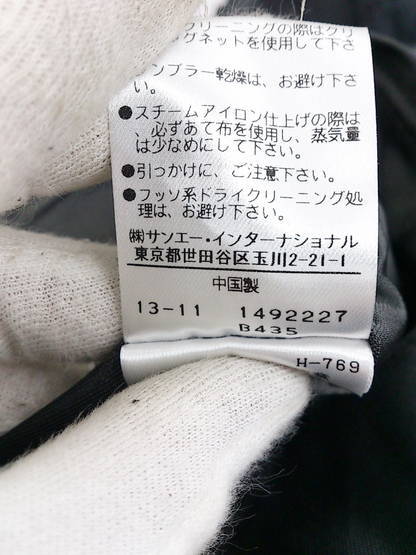 クリーニングの際はクリ
ーグネットを使用して下さ
タンブラー乾燥は、お避け下さ
い。
●スチームアイロン仕上げの際は
、必ずあて布を使用し、蒸気量
は少なめにして下さい。
●引っかけに、ご注意下さい。
●フッソ系ドライクリーニング処
理は、お避け下さい。
㈱サンエー・インターナショナル
東京都世田谷区玉川2-21-1
中国製
13-11 1492227
B435
H-769